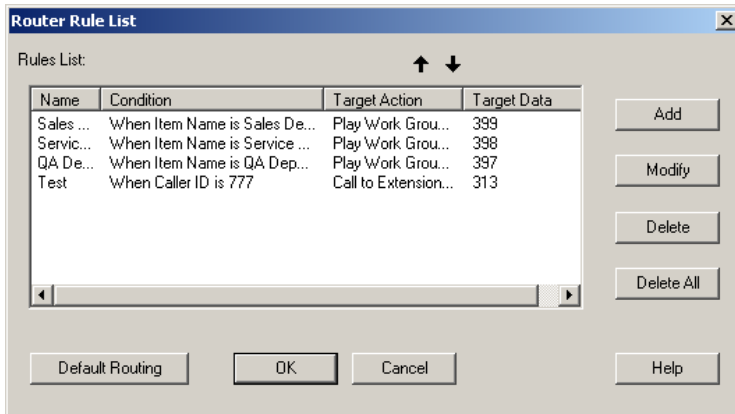 Router Rule List
Rules List:
Name Condition Target Action Target Data
Sales ... When Item Name is Sales De... Play Work Grou... 399
Servic... When Item Name is Service ... Play Work Grou... 398
QA De... When Item Name is QA Dep... Play Work Grou... 397
Test When Caller ID is 777 Call to Extension... 313
Add
Modify
Delete
Delete All
Default Routing OK Cancel Help